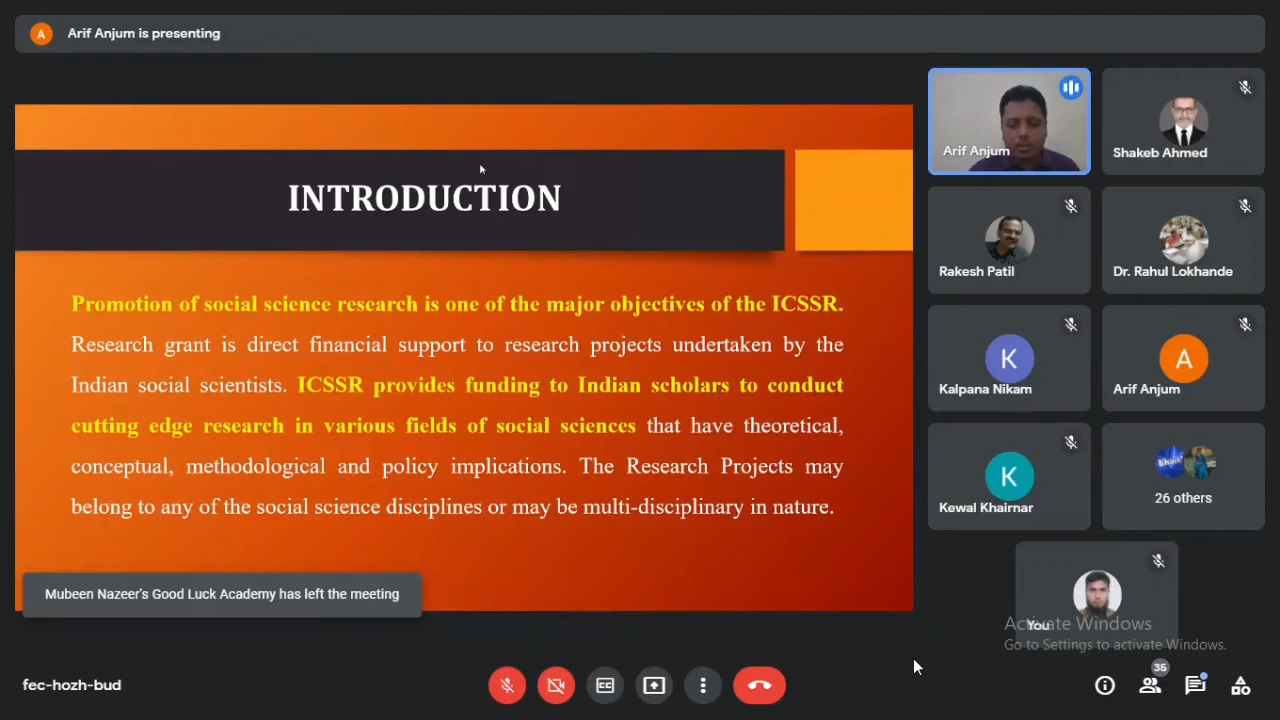 A
Arif Anjum is presenting
INTRODUCTION
Promotion of social science research is one of the major objectives of the ICSSR.
Research grant is direct financial support to research projects undertaken by the
Indian social scientists. ICSSR provides funding to Indian scholars to conduct
cutting edge research in various fields of social sciences that have theoretical,
conceptual, methodological and policy implications. The Research Projects may
belong to any of the social science disciplines or may be multi-disciplinary in nature.
Mubeen Nazeer's Good Luck Academy has left the meeting
Arif Anjum
Shakeb Ahmed
Rakesh Patil
Dr. Rahul Lokhande
K
Kalpana Nikam
A
Arif Anjum
K
Kewal Khairnar
26 others
You
Activate Windows
Go to Settings to activate Windows.
fec-hozh-bud
CC
35